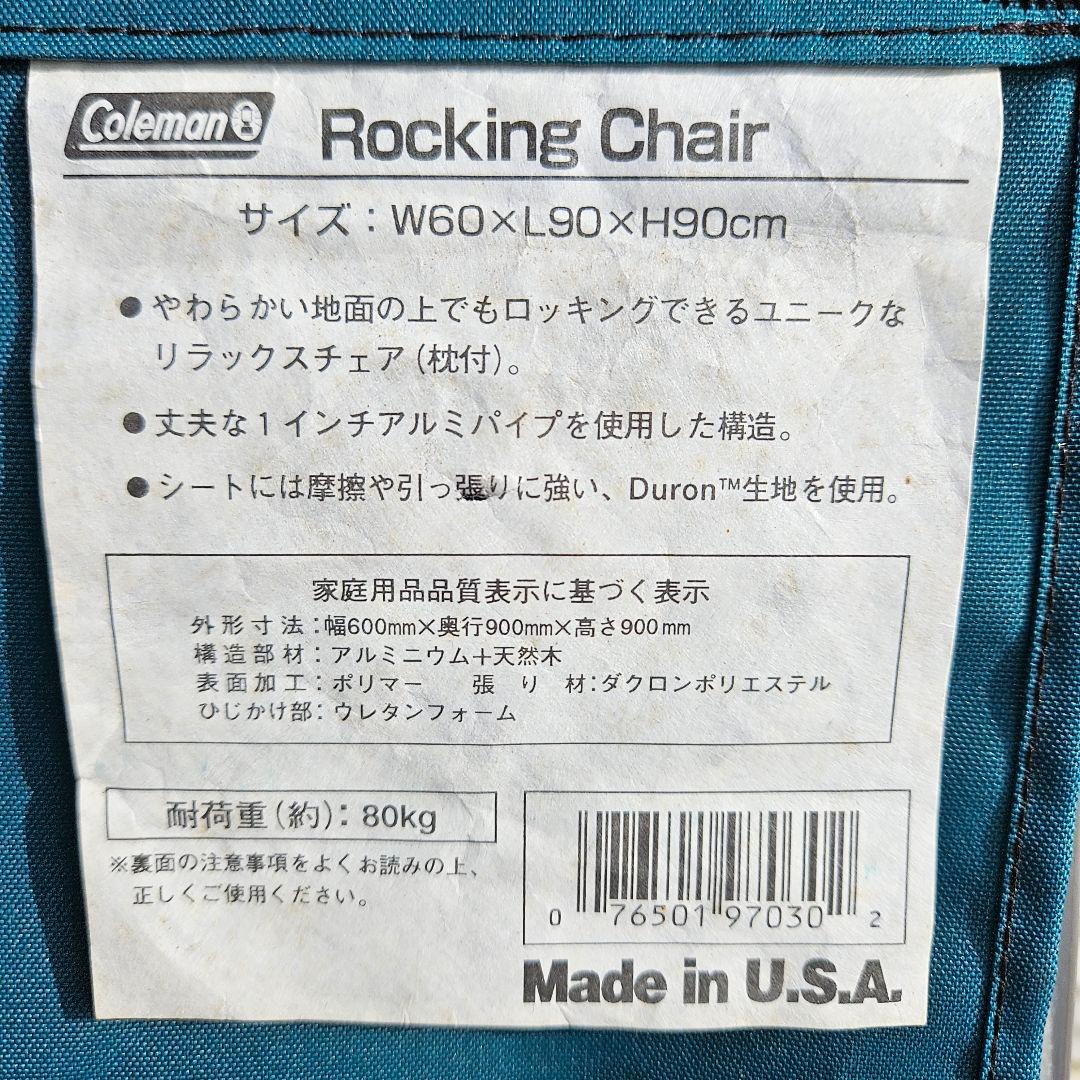 Coleman Rocking Chair
サイズ：W60×L90×H90cm
●やわらかい地面の上でもロッキングできるユニークな
リラックスチェア(枕付)。
●丈夫な1インチアルミパイプを使用した構造。
●シートには摩擦や引っ張りに強い、Duron™生地を使用。
家庭用品品質表示に基づく表示
外形寸法：幅600mm×奥行900mm×高さ900mm
構造部材：アルミニウム＋天然木
表面加工：ポリマー 張り材：ダクロンポリエステル
ひじかけ部：ウレタンフォーム
耐荷重(約)：80kg
※裏面の注意事項をよくお読みの上、
正しくご使用ください。
0 76501 97030 2
Made in U.S.A.